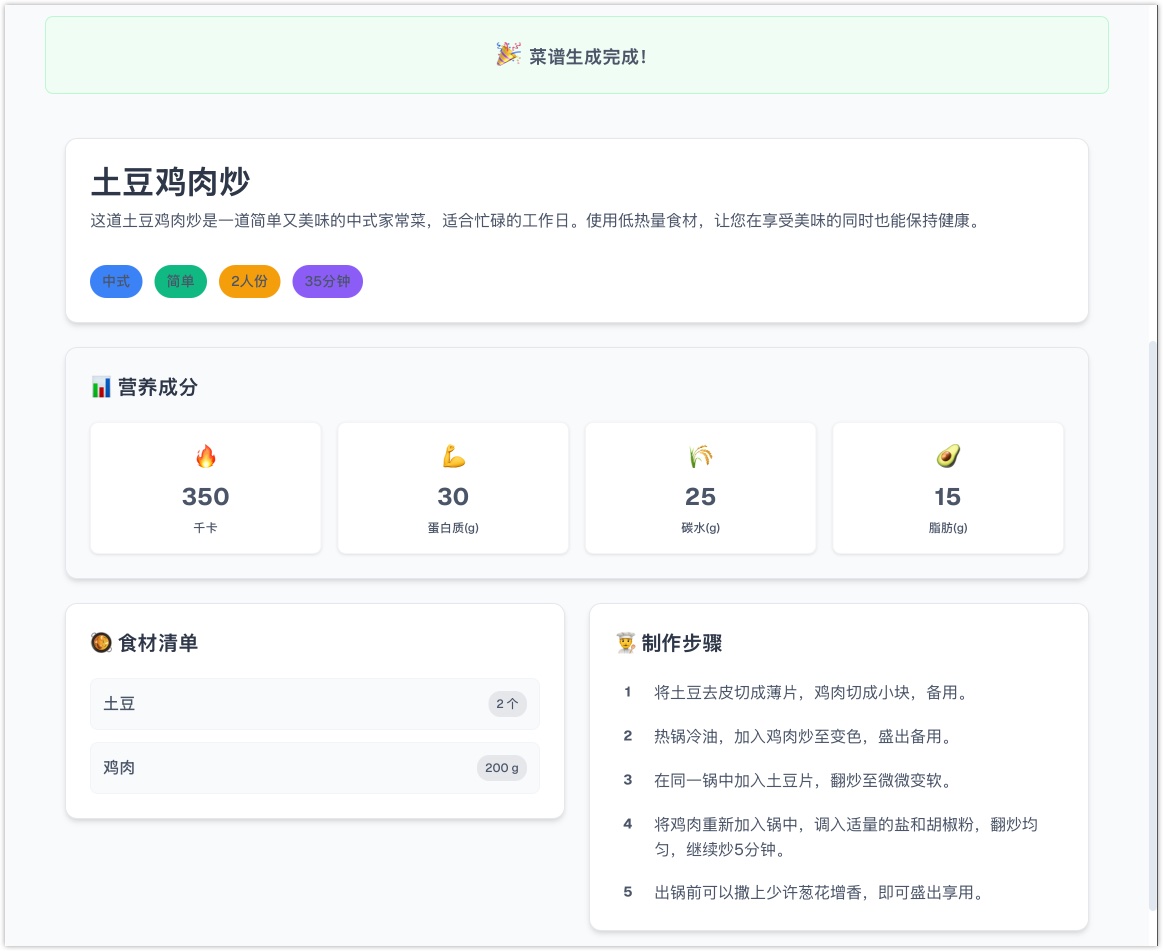 🎉 菜谱生成完成!
土豆鸡肉炒
这道土豆鸡肉炒是一道简单又美味的中式家常菜，适合忙碌的工作日。使用低热量食材，让您在享受美味的同时也能保持健康。
中式 简单 2人份 35分钟
📊 营养成分
🔥 💪 🌾 🥑
350 30 25 15
千卡 蛋白质(g) 碳水(g) 脂肪(g)
🥘 食材清单
土豆 2 个
鸡肉 200 g
👨‍🍳 制作步骤
1 将土豆去皮切成薄片，鸡肉切成小块，备用。
2 热锅冷油，加入鸡肉炒至变色，盛出备用。
3 在同一锅中加入土豆片，翻炒至微微变软。
4 将鸡肉重新加入锅中，调入适量的盐和胡椒粉，翻炒均
匀，继续炒5分钟。
5 出锅前可以撒上少许葱花增香，即可盛出享用。